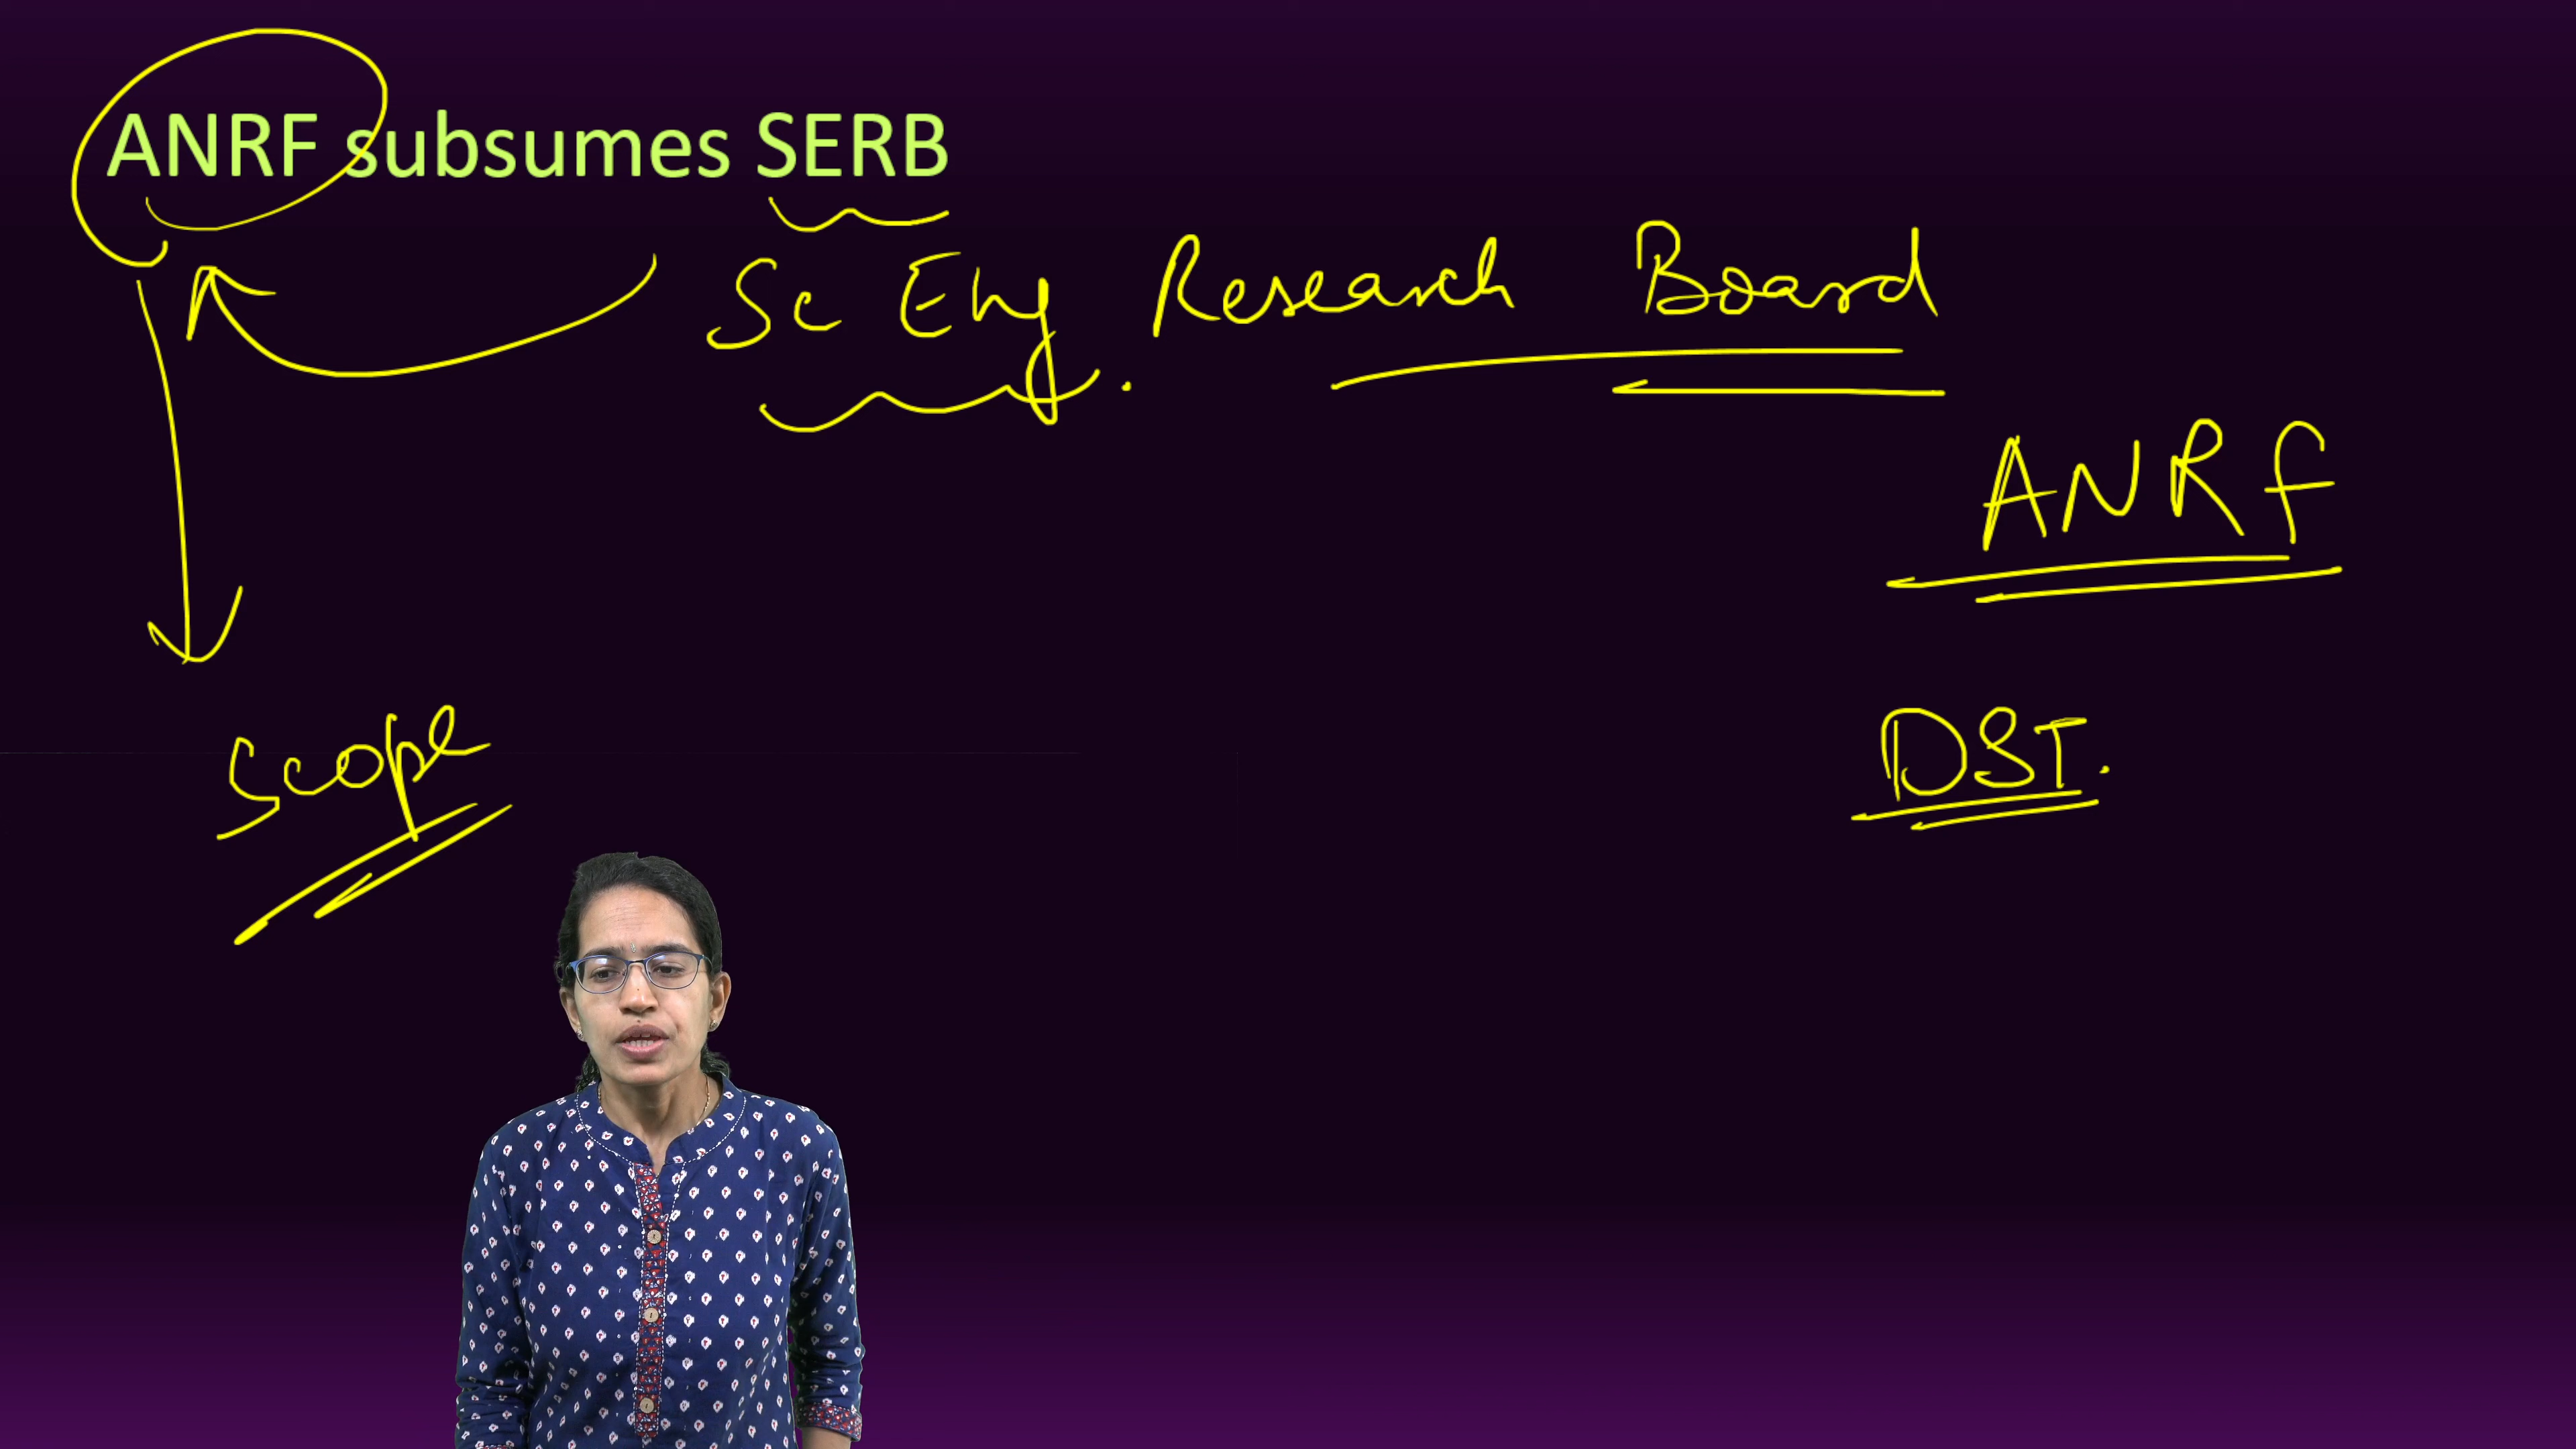 ANRF subsumes SERB
Sc Eng. Research Board
ANRF
Scope
DST.